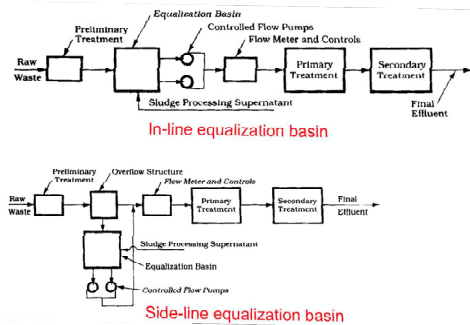 Equalization Basin
Preliminary
Treatment
Controlled Flow Pumps
Flow Meter and Controls
Raw
Waste
Primary
Treatment
Secondary
Treatment
Sludge Processing Supernatant
Final
Effluent
In-line equalization basin
Preliminary
Treatment
Overflow Structure
Flow Meter and Controls
Raw
Waste
Primary
Treatment
Secondary
Treatment
Final
Effluent
Sludge Processing Supernatant
Equalization Basin
Controlled Flow Pumps
Side-line equalization basin